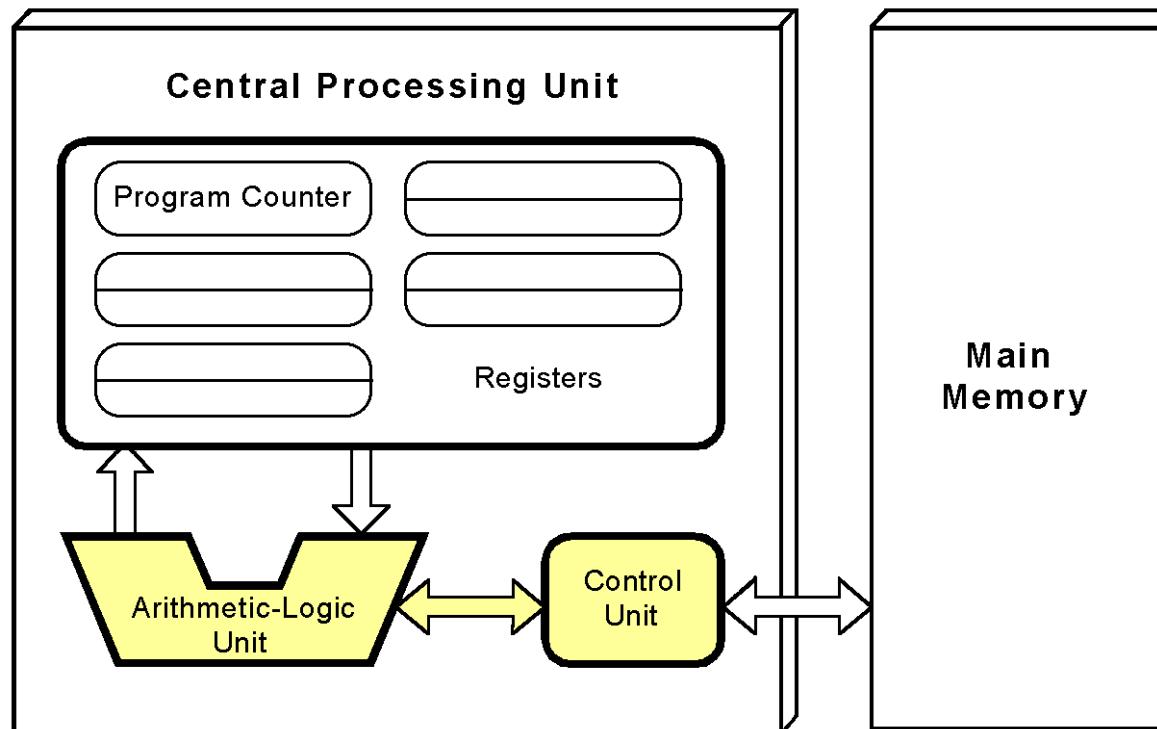 Central Processing Unit
Program Counter
Registers
Main
Memory
Arithmetic-Logic
Unit
Control
Unit